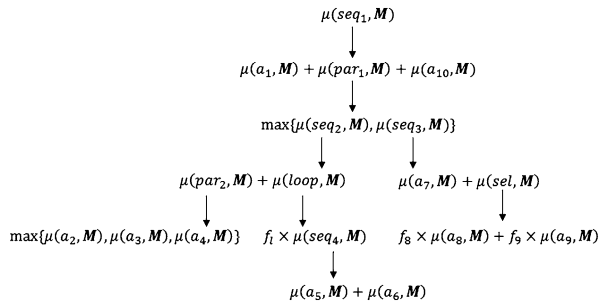 μ(seq₁, M)
μ(a₁, M) + μ(par₁, M) + μ(a₁₀, M)
max{μ(seq₂, M), μ(seq₃, M)}
μ(par₂, M) + μ(loop, M) μ(a₇, M) + μ(sel, M)
max{μ(a₂, M), μ(a₃, M), μ(a₄, M)} fₗ × μ(seq₄, M) f₈ × μ(a₈, M) + f₉ × μ(a₉, M)
μ(a₅, M) + μ(a₆, M)